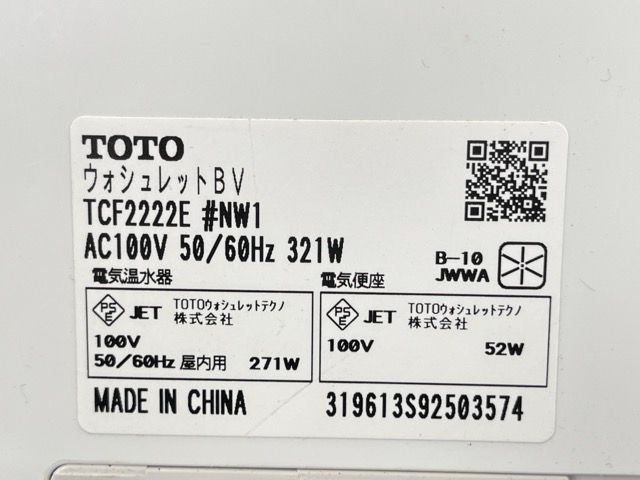 TOTO
ウォシュレットBV
TCF2222E #NW1
AC100V 50/60Hz 321W
B-10
JWWA
電気温水器
PSE JET TOTOウォシュレットテクノ
株式会社
100V
50/60Hz 屋内用 271W
電気便座
PSE JET TOTOウォシュレットテクノ
株式会社
100V 52W
MADE IN CHINA
319613S92503574